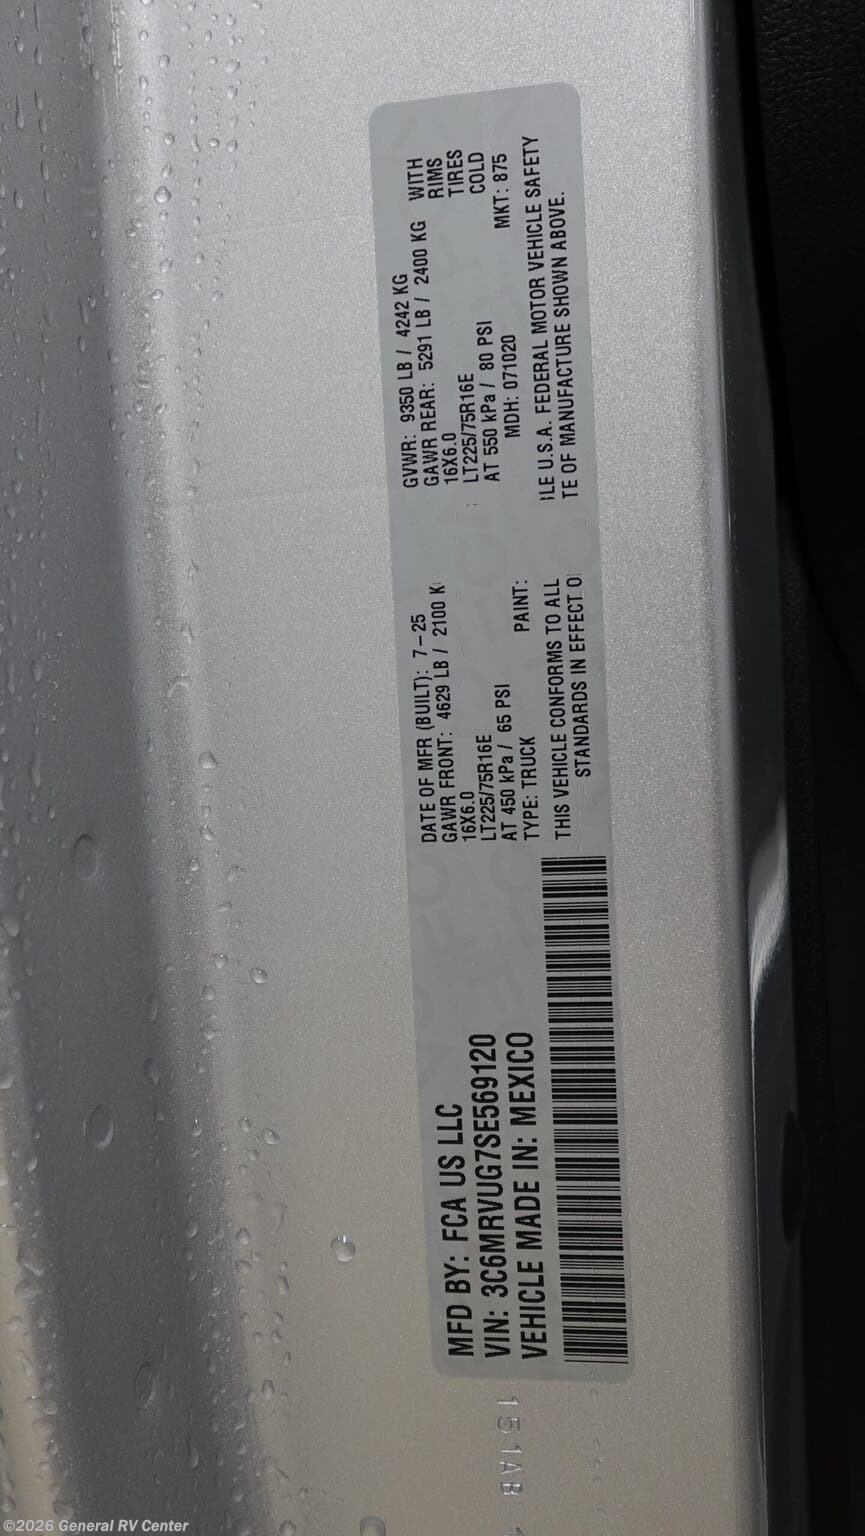 MFD BY: FCA US LLC
VIN: 3C6MRVUG7SE569120
VEHICLE MADE IN: MEXICO
DATE OF MFR (BUILT): 7-25
GAWR FRONT: 4629 LB / 2100 K
16X6.0
LT225/75R16E
AT 450 kPa / 65 PSI
TYPE: TRUCK PAINT:
GVWR: 9350 LB / 4242 KG
GAWR REAR: 5291 LB / 2400 KG WITH
16X6.0 RIMS
LT225/75R16E TIRES
AT 550 kPa / 80 PSI COLD
MDH: 071020 MKT: 875
THIS VEHICLE CONFORMS TO ALL U.S.A. FEDERAL MOTOR VEHICLE SAFETY
STANDARDS IN EFFECT OF MANUFACTURE SHOWN ABOVE.
151AB
©2026 General RV Center